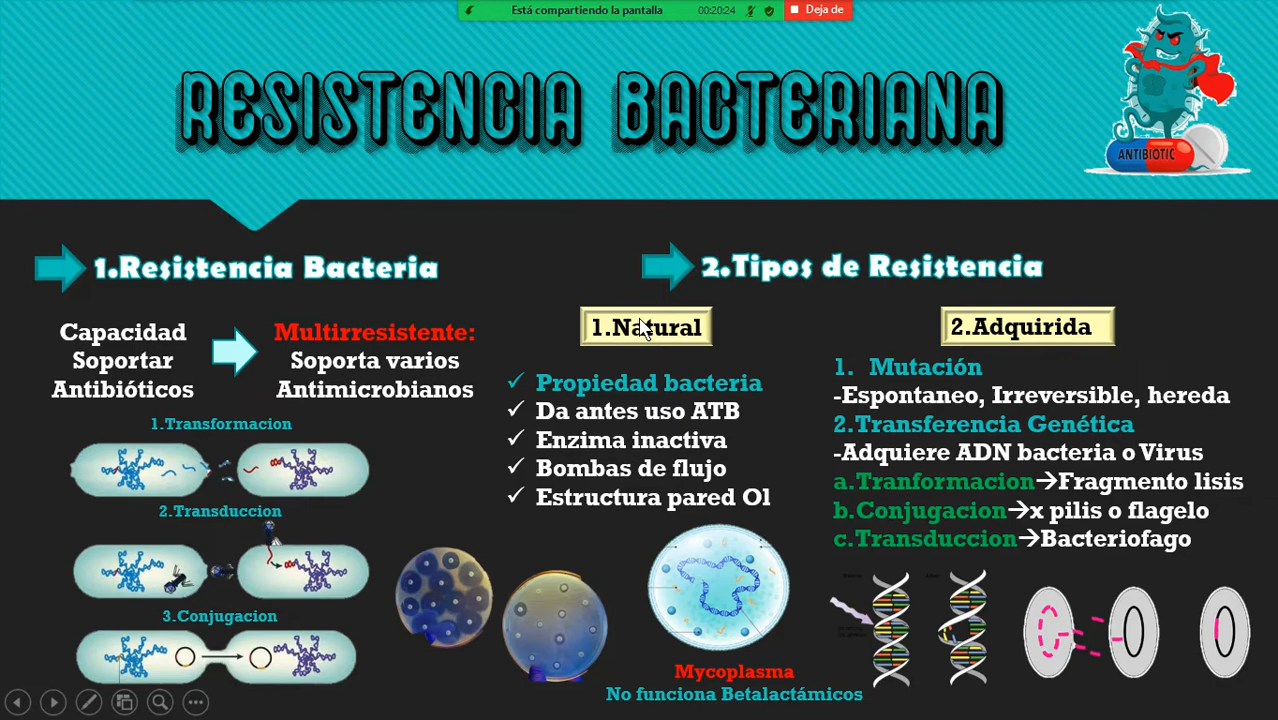 Está compartiendo la pantalla
00:20:24
Deja de
RESISTENCIA BACTERIANA
ANTIBIOTIC
1.Resistencia Bacteria
Capacidad
Soportar
Antibióticos
Multirresistente:
Soporta varios
Antimicrobianos
1.Transformacion
2.Transduccion
3.Conjugacion
2.Tipos de Resistencia
1.Natural
✓ Propiedad bacteria
✓ Da antes uso ATB
✓ Enzima inactiva
✓ Bombas de flujo
✓ Estructura pared Ol
Mycoplasma
No funciona Betalactámicos
2.Adquirida
1. Mutación
-Espontaneo, Irreversible, hereda
2.Transferencia Genética
-Adquiere ADN bacteria o Virus
a.Tranformacion→Fragmento lisis
b.Conjugacion→x pilis o flagelo
c.Transduccion→Bacteriofago